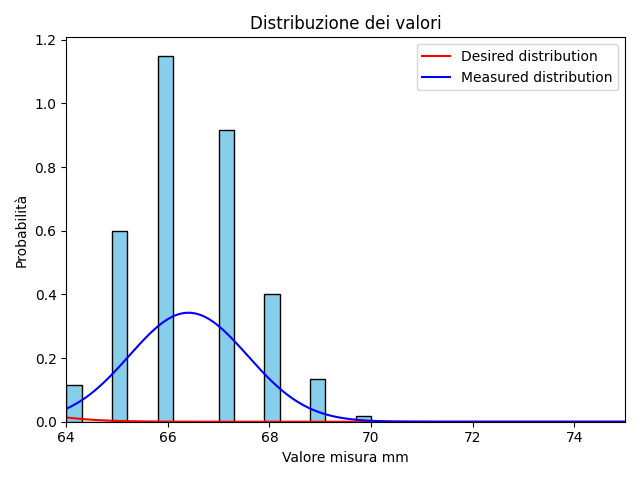 Distribuzione dei valori
Desired distribution
Measured distribution
Probabilità
1.2
1.0
0.8
0.6
0.4
0.2
0.0
64 66 68 70 72 74
Valore misura mm